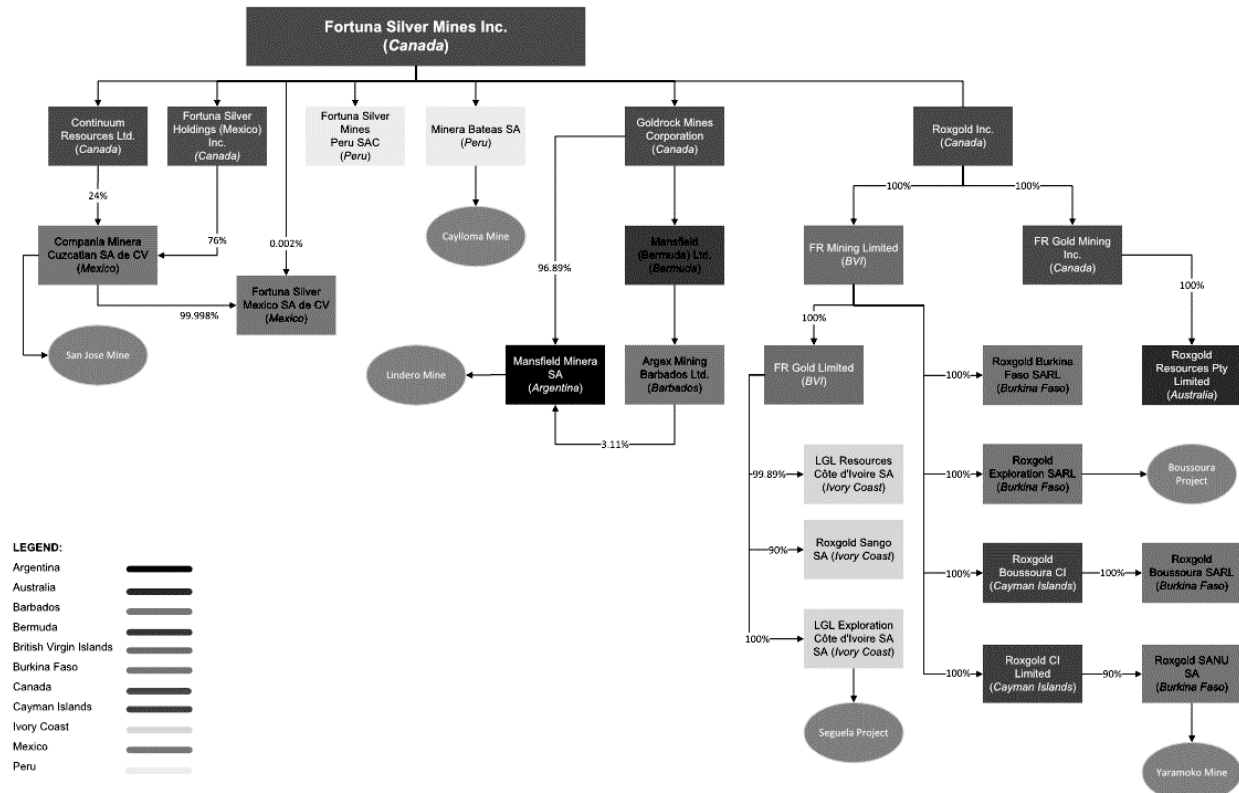 Fortuna Silver Mines Inc.
(Canada)
Continuum
Resources Ltd.
(Canada)
Fortuna Silver
Holdings (Mexico)
Inc.
(Canada)
Fortuna Silver
Mines
Peru SAC
(Peru)
Minera Bateas SA
(Peru)
Goldrock Mines
Corporation
(Canada)
Roxgold Inc.
(Canada)
24%
76%
0.002%
96.89%
100%
100%
Compania Minera
Cuzcatlan SA de CV
(Mexico)
Caylloma Mine
Mansfield
(Bermuda) Ltd.
(Bermuda)
FR Mining Limited
(BVI)
FR Gold Mining
Inc.
(Canada)
99.998%
Fortuna Silver
Mexico SA de CV
(Mexico)
100%
100%
San Jose Mine
Lindero Mine
Mansfield Minera
SA
(Argentina)
Argex Mining
Barbados Ltd.
(Barbados)
3.11%
FR Gold Limited
(BVI)
100%
Roxgold Burkina
Faso SARL
(Burkina Faso)
Roxgold
Resources Pty
Limited
(Australia)
99.89%
LGL Resources
Côte d'Ivoire SA
(Ivory Coast)
100%
Roxgold
Exploration SARL
(Burkina Faso)
Boussoura
Project
90%
Roxgold Sango
SA (Ivory Coast)
100%
Roxgold
Boussoura CI
(Cayman Islands)
100%
Roxgold
Boussoura SARL
(Burkina Faso)
100%
LGL Exploration
Côte d'Ivoire SA
SA (Ivory Coast)
100%
Roxgold CI
Limited
(Cayman Islands)
90%
Roxgold SANU
SA
(Burkina Faso)
Seguela Project
Yaramoko Mine
LEGEND:
Argentina
Australia
Barbados
Bermuda
British Virgin Islands
Burkina Faso
Canada
Cayman Islands
Ivory Coast
Mexico
Peru